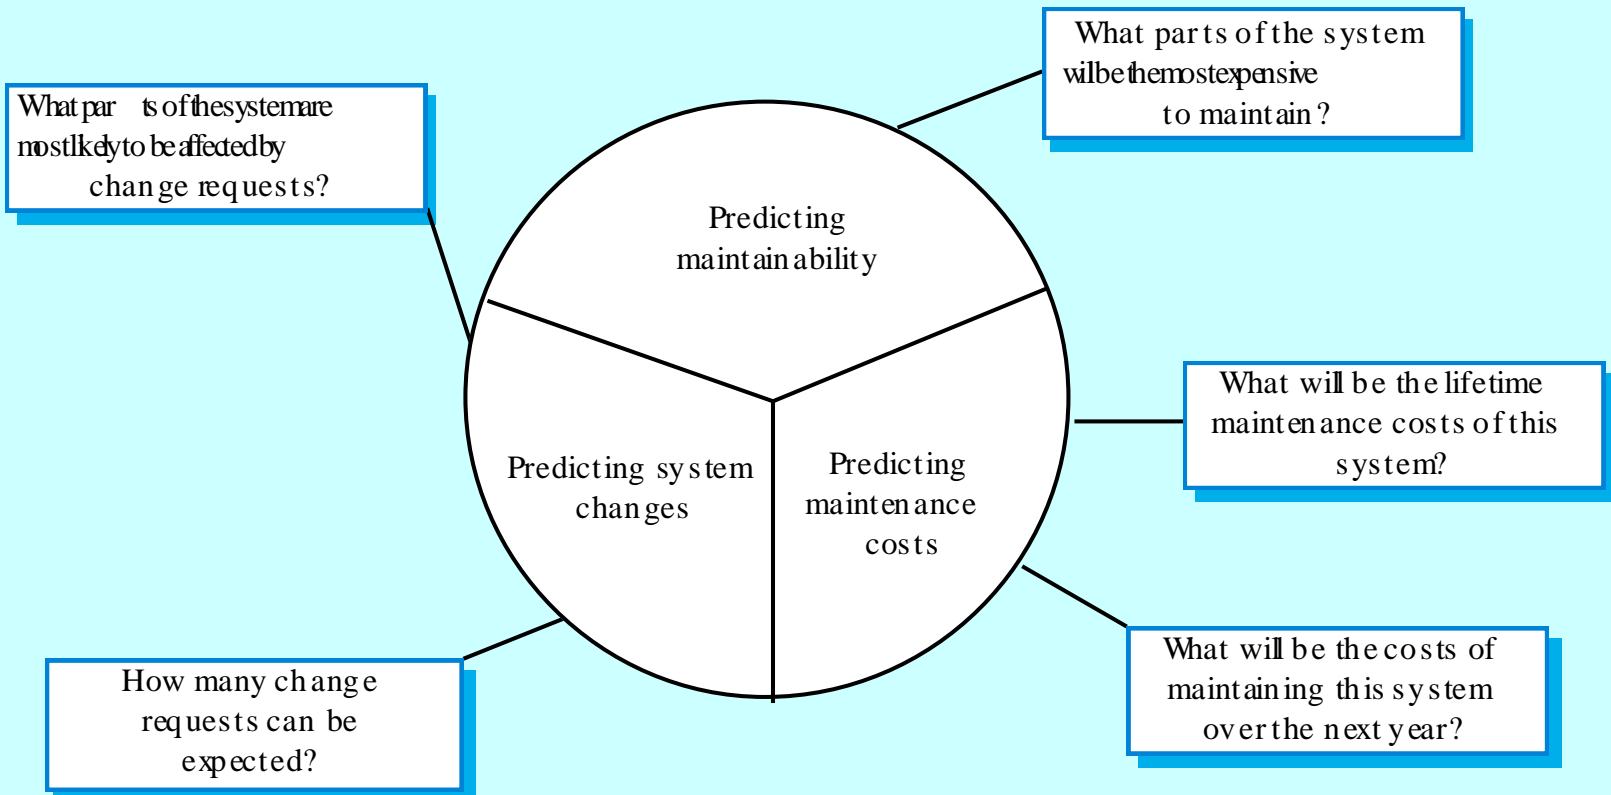 What parts of the system
will be the most expensive
to maintain?
What parts of the system are
most likely to be affected by
change requests?
Predicting
maintainability
What will be the lifetime
maintenance costs of this
system?
Predicting system
changes
Predicting
maintenance
costs
What will be the costs of
maintaining this system
over the next year?
How many change
requests can be
expected?